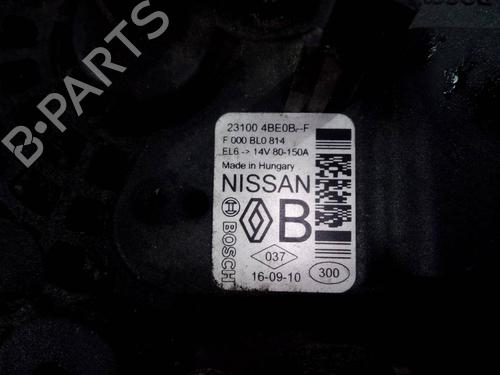 23100 4BE0B--F
F 000 BL0 814
EL6 -> 14V 80-150A
Made in Hungary
NISSAN
BOSCH
B
037
16-09-10
300
B-PARTS